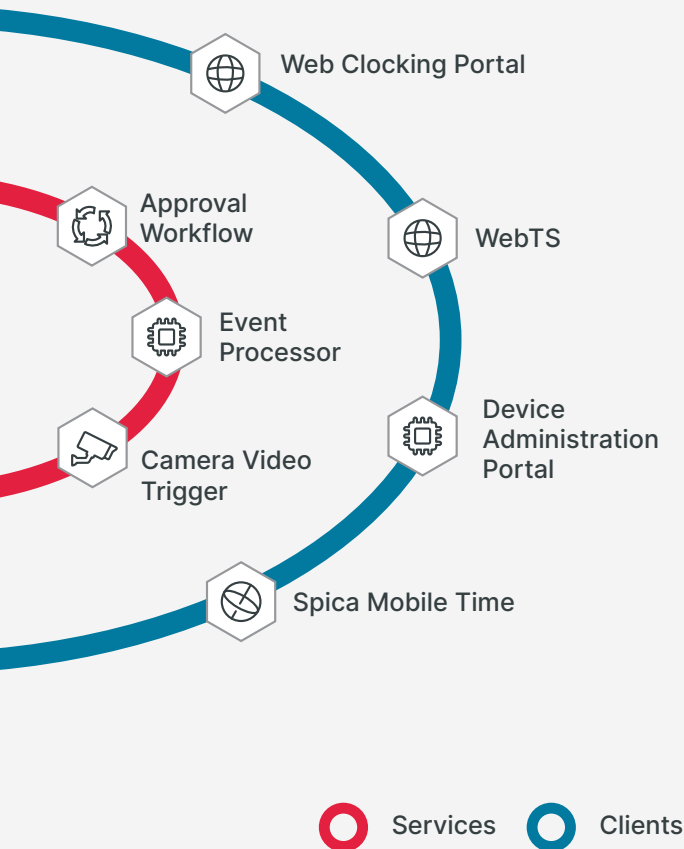 Web Clocking Portal
Approval
Workflow
WebTS
Event
Processor
Device
Administration
Portal
Camera Video
Trigger
Spica Mobile Time
Services
Clients